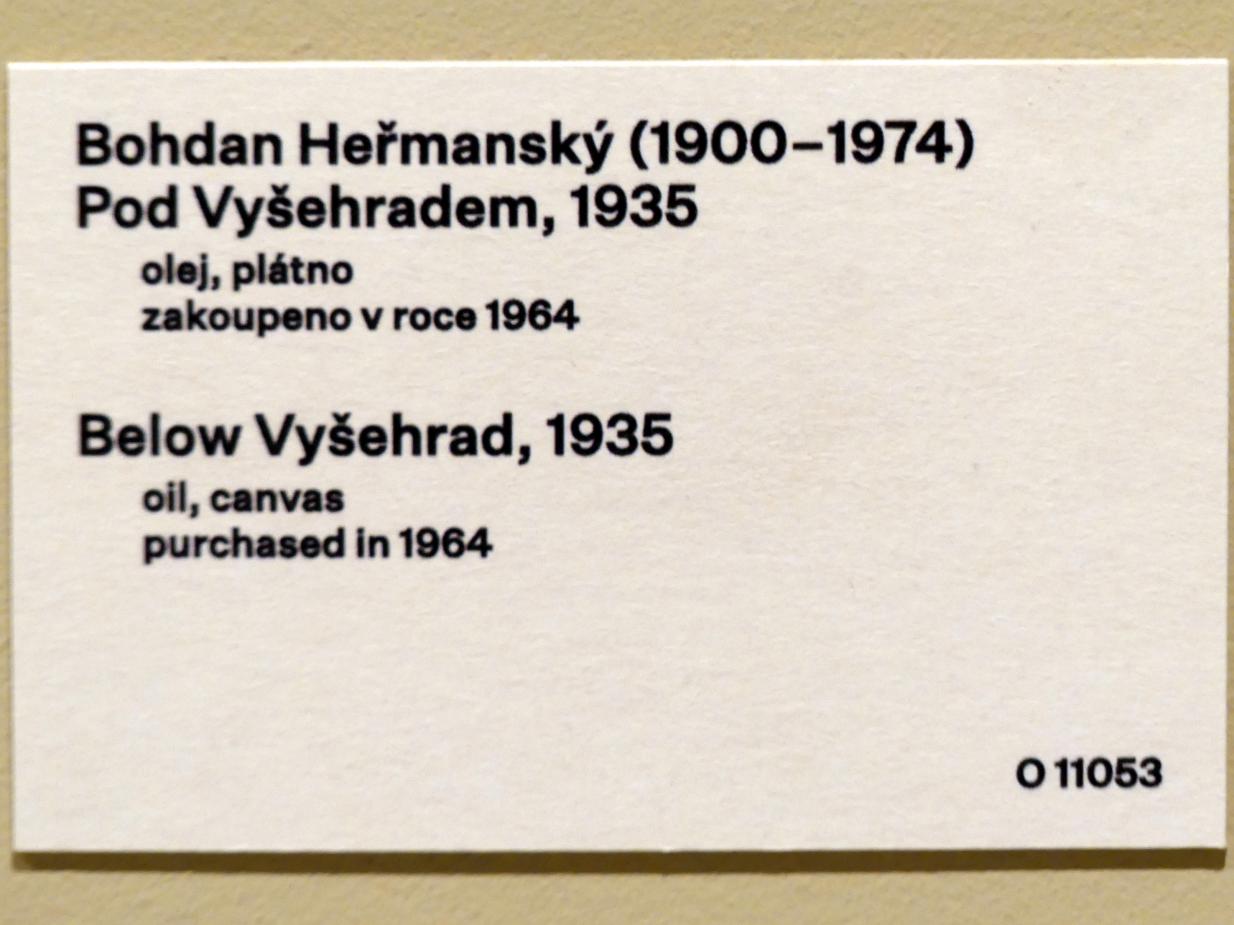 Bohdan Heřmanský (1900–1974)
Pod Vyšehradem, 1935
olej, plátno
zakoupeno v roce 1964
Below Vyšehrad, 1935
oil, canvas
purchased in 1964
O 11053